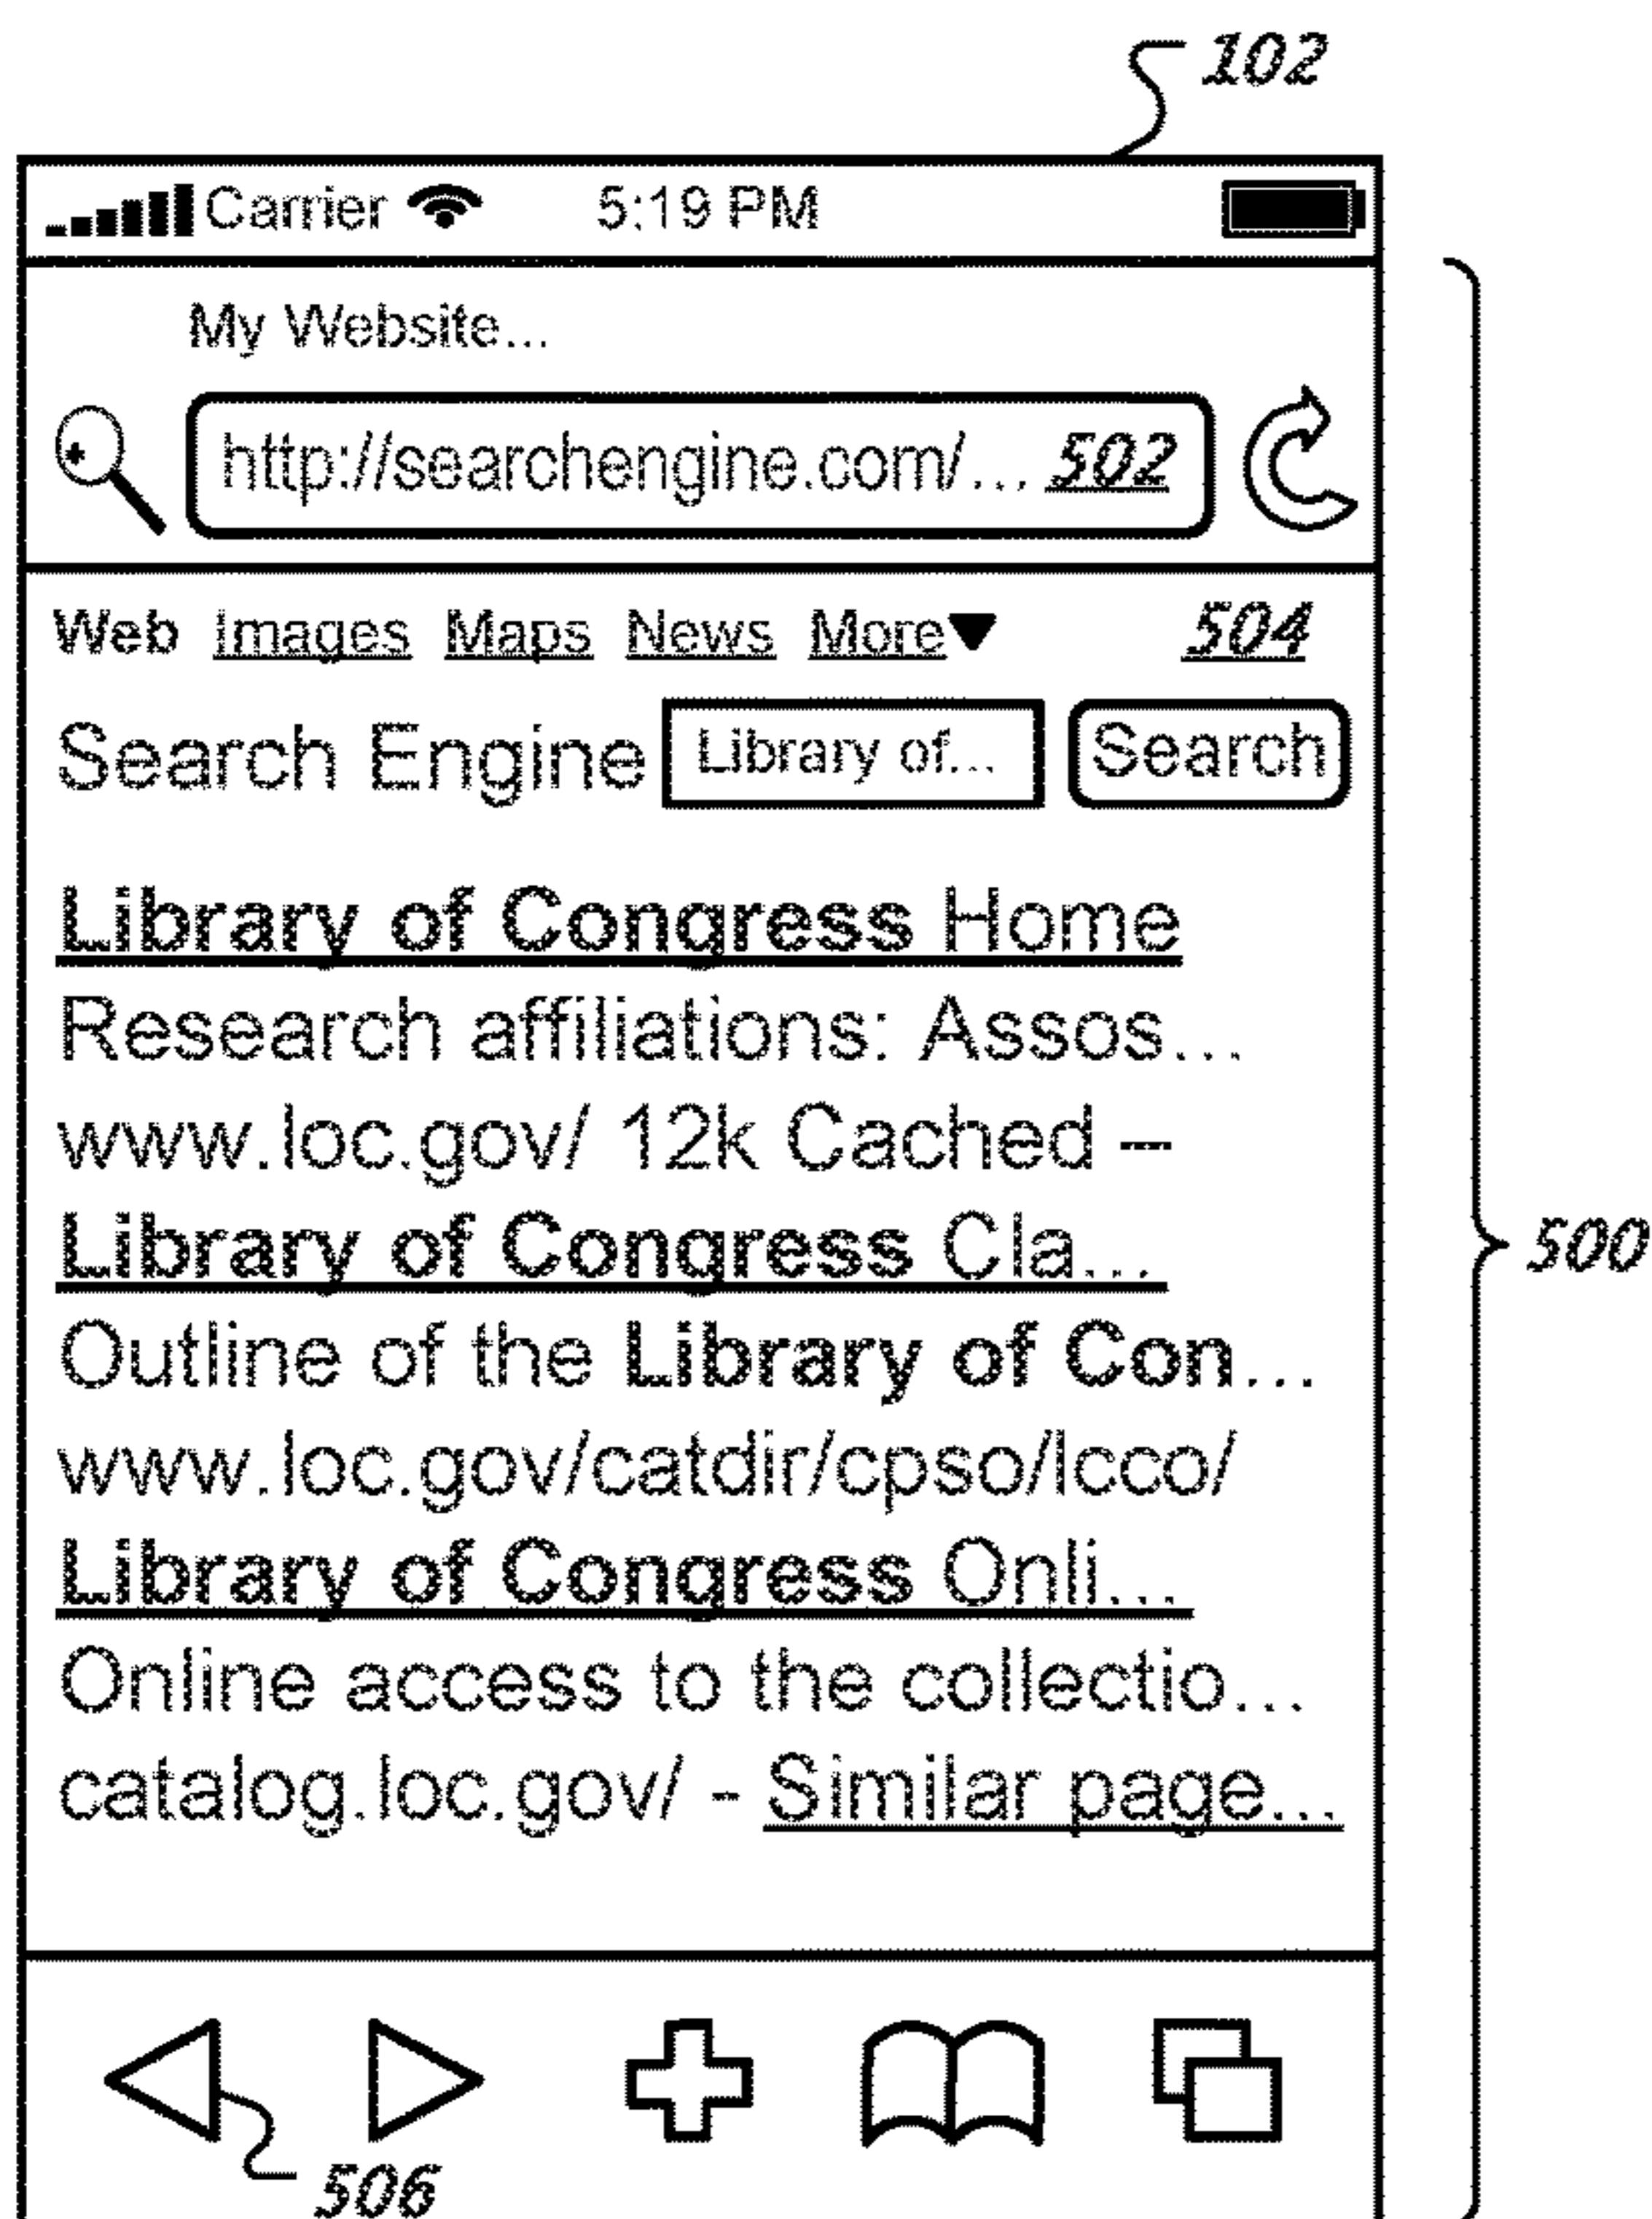 102
Carrier 5:19 PM
My Website...
http://searchengine.com/... 502
Web Images Maps News More 504
Search Engine Library of... Search
Library of Congress Home
Research affiliations: Assos...
www.loc.gov/ 12k Cached –
Library of Congress Cla...
500
Outline of the Library of Con...
www.loc.gov/catdir/cpso/lcco/
Library of Congress Onli...
Online access to the collectio...
catalog.loc.gov/ - Similar page...
506